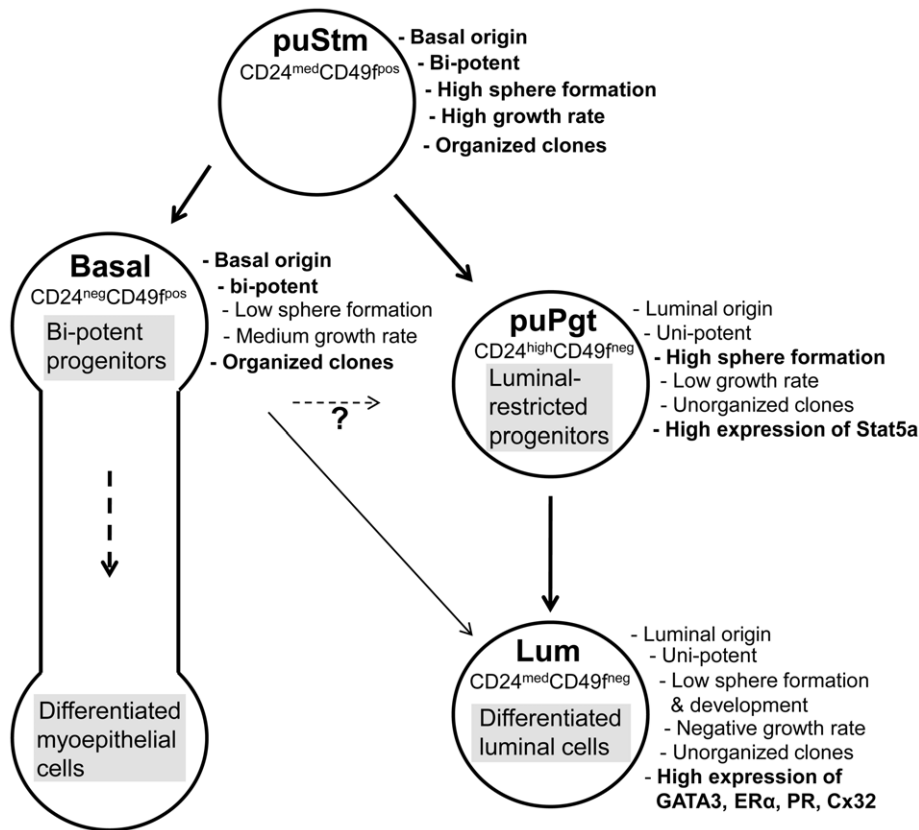 puStm
CD24medCD49fpos
- Basal origin
- Bi-potent
- High sphere formation
- High growth rate
- Organized clones
Basal
CD24negCD49fpos
Bi-potent
progenitors
- Basal origin
- bi-potent
- Low sphere formation
- Medium growth rate
- Organized clones
?
puPgt
CD24highCD49fneg
Luminal-
restricted
progenitors
- Luminal origin
- Uni-potent
- High sphere formation
- Low growth rate
- Unorganized clones
- High expression of Stat5a
Differentiated
myoepithelial
cells
Lum
CD24medCD49fneg
Differentiated
luminal cells
- Luminal origin
- Uni-potent
- Low sphere formation
& development
- Negative growth rate
- Unorganized clones
- High expression of
GATA3, ERα, PR, Cx32